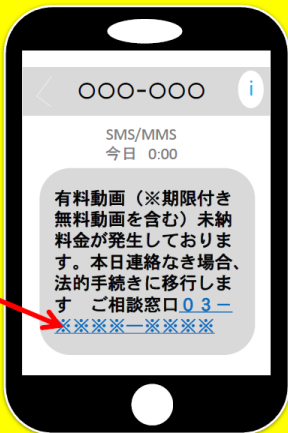 ○○○-○○○
i
SMS/MMS
今日 0:00
有料動画（※期限付き
無料動画を含む）未納
料金が発生しておりま
す。本日連絡なき場合、
法的手続きに移行しま
す　ご相談窓口０３－
※※※※―※※※※